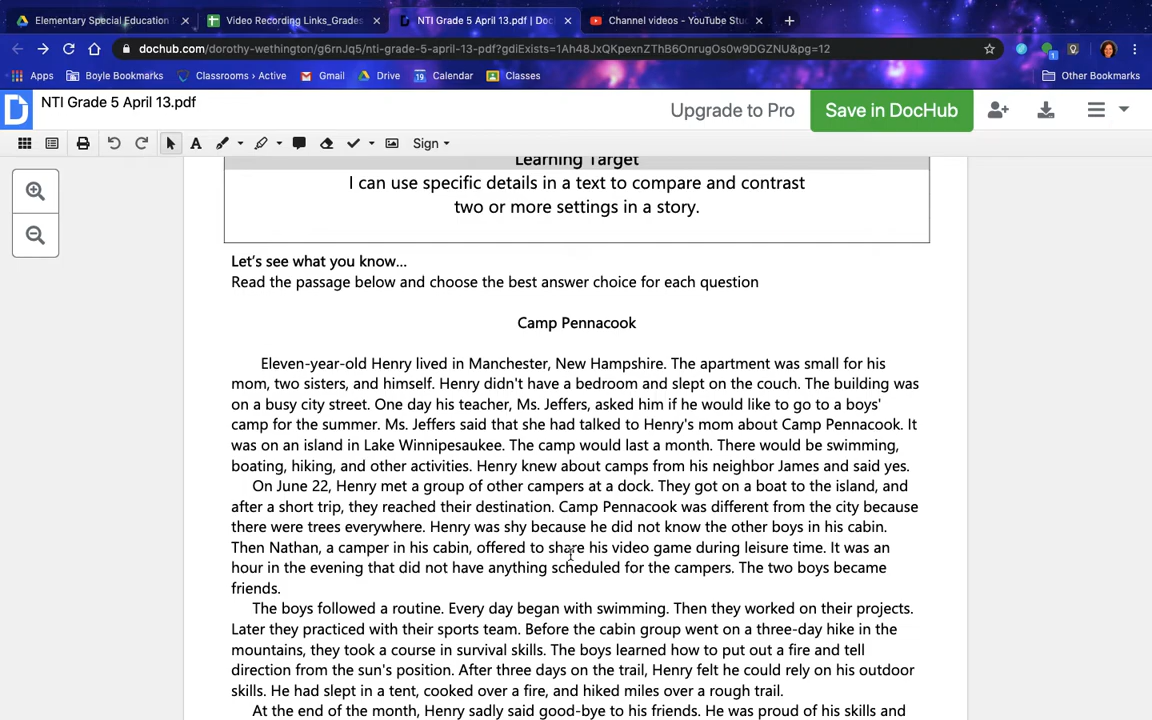 Elementary Special Education
Video Recording Links_Grades
NTI Grade 5 April 13.pdf | Doc
Channel videos - YouTube Stu
dochub.com/dorothy-wethington/g6rnJq5/nti-grade-5-april-13-pdf?gdiExists=1Ah48JxQKpexnZThB6OnrugOs0w9DGZNU&pg=12
Apps Boyle Bookmarks Classrooms > Active Gmail Drive Calendar Classes Other Bookmarks
NTI Grade 5 April 13.pdf
Upgrade to Pro
Save in DocHub
Sign
Learning Target
I can use specific details in a text to compare and contrast
two or more settings in a story.
Let's see what you know...
Read the passage below and choose the best answer choice for each question
Camp Pennacook
Eleven-year-old Henry lived in Manchester, New Hampshire. The apartment was small for his
mom, two sisters, and himself. Henry didn't have a bedroom and slept on the couch. The building was
on a busy city street. One day his teacher, Ms. Jeffers, asked him if he would like to go to a boys'
camp for the summer. Ms. Jeffers said that she had talked to Henry's mom about Camp Pennacook. It
was on an island in Lake Winnipesaukee. The camp would last a month. There would be swimming,
boating, hiking, and other activities. Henry knew about camps from his neighbor James and said yes.
On June 22, Henry met a group of other campers at a dock. They got on a boat to the island, and
after a short trip, they reached their destination. Camp Pennacook was different from the city because
there were trees everywhere. Henry was shy because he did not know the other boys in his cabin.
Then Nathan, a camper in his cabin, offered to share his video game during leisure time. It was an
hour in the evening that did not have anything scheduled for the campers. The two boys became
friends.
The boys followed a routine. Every day began with swimming. Then they worked on their projects.
Later they practiced with their sports team. Before the cabin group went on a three-day hike in the
mountains, they took a course in survival skills. The boys learned how to put out a fire and tell
direction from the sun's position. After three days on the trail, Henry felt he could rely on his outdoor
skills. He had slept in a tent, cooked over a fire, and hiked miles over a rough trail.
At the end of the month, Henry sadly said good-bye to his friends. He was proud of his skills and